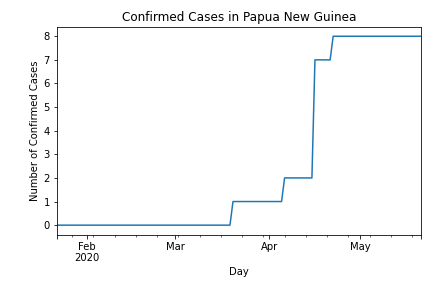 Confirmed Cases in Papua New Guinea
Number of Confirmed Cases
8
7
6
5
4
3
2
1
0
Feb
2020
Mar
Apr
May
Day